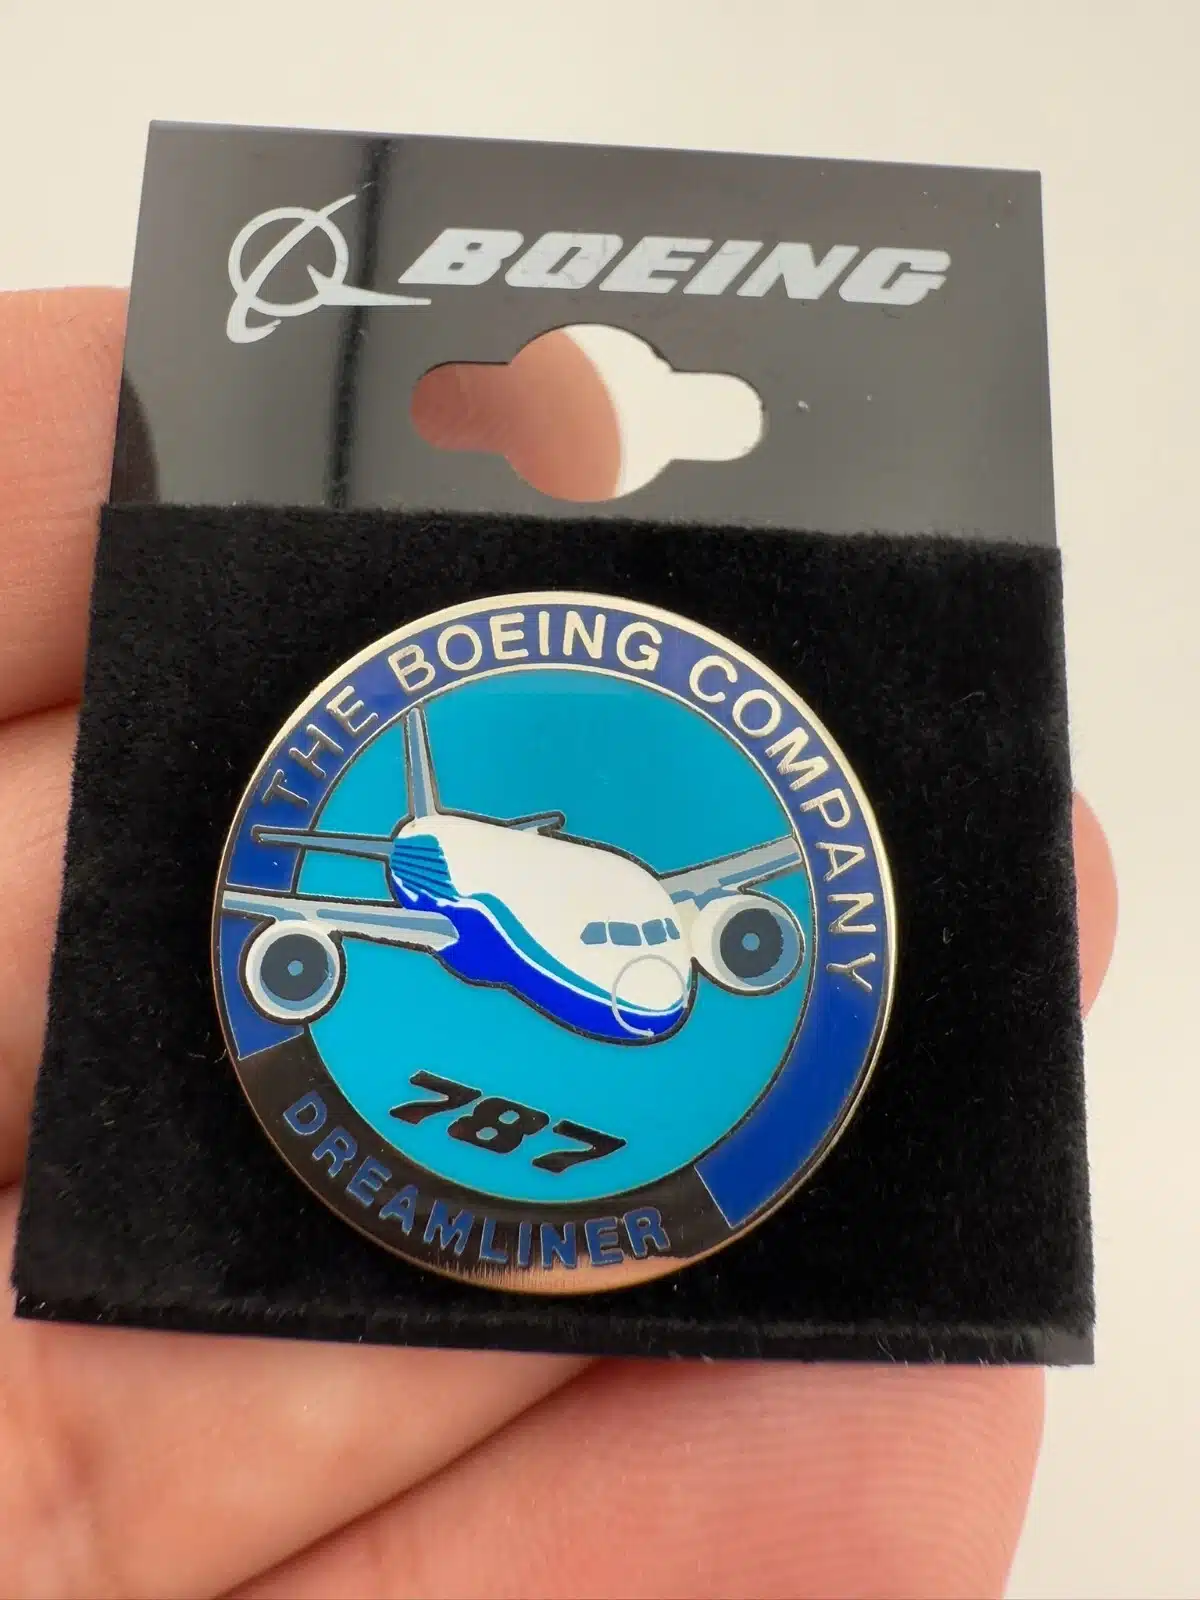 BOEING
THE BOEING COMPANY
787
DREAMLINER